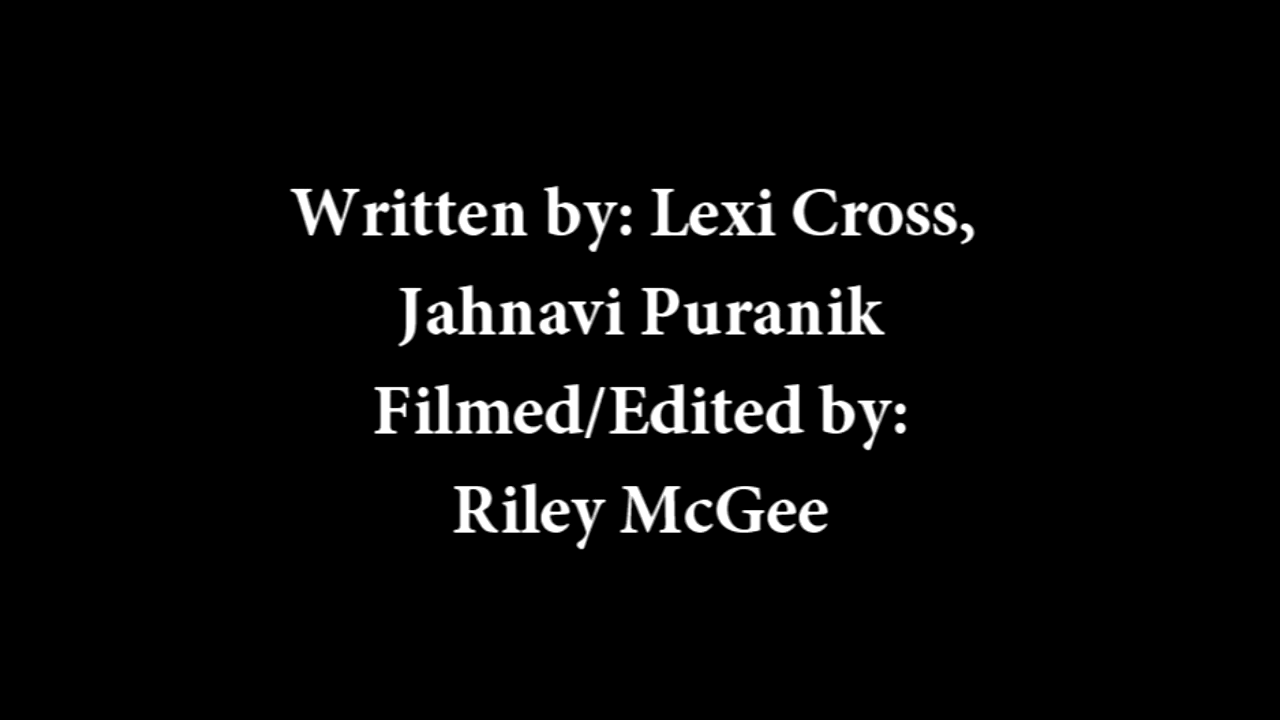 Written by: Lexi Cross,
Jahnavi Puranik
Filmed/Edited by:
Riley McGee